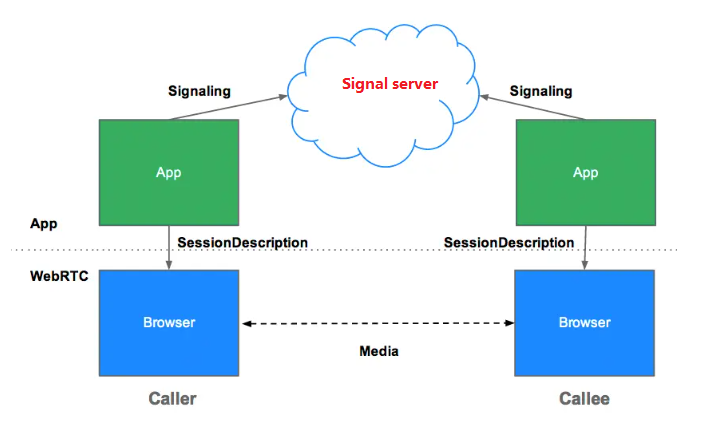 Signal server
Signaling
Signaling
App
App
App
SessionDescription
SessionDescription
WebRTC
Browser
Browser
Media
Caller
Callee